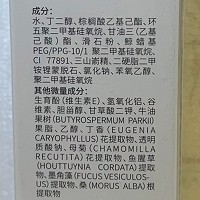 成分：
水、丁二醇、棕榈酸乙基己酯、环
五聚二甲基硅氧烷、甘油三（乙基
己酸）酯、滑石粉、鲸蜡基
PEG/PPG-10/1 聚二甲基硅氧烷、
CI 77891、三山嵛精、二硬脂二甲
铵锂蒙脱石、氯化钠、苯氧乙醇、
聚二甲基硅氧烷
其他微量成分：
生育酚（维生素E）、氢氧化铝、谷
维素、胆甾醇、甘草酸二钾、牛油
果树（BUTYROSPERMUM PARKII）
果脂、乙醇、丁香（EUGENIA
CARYOPHYLLUS）花提取物、透明
质酸钠、母菊（CHAMOMILLA
RECUTITA）花提取物、鱼腥草
（HOUTTUYNIA CORDATA）提取
物、墨角藻（FUCUS VESICULOS-
US）提取物、桑（MORUS ALBA）根
提取物